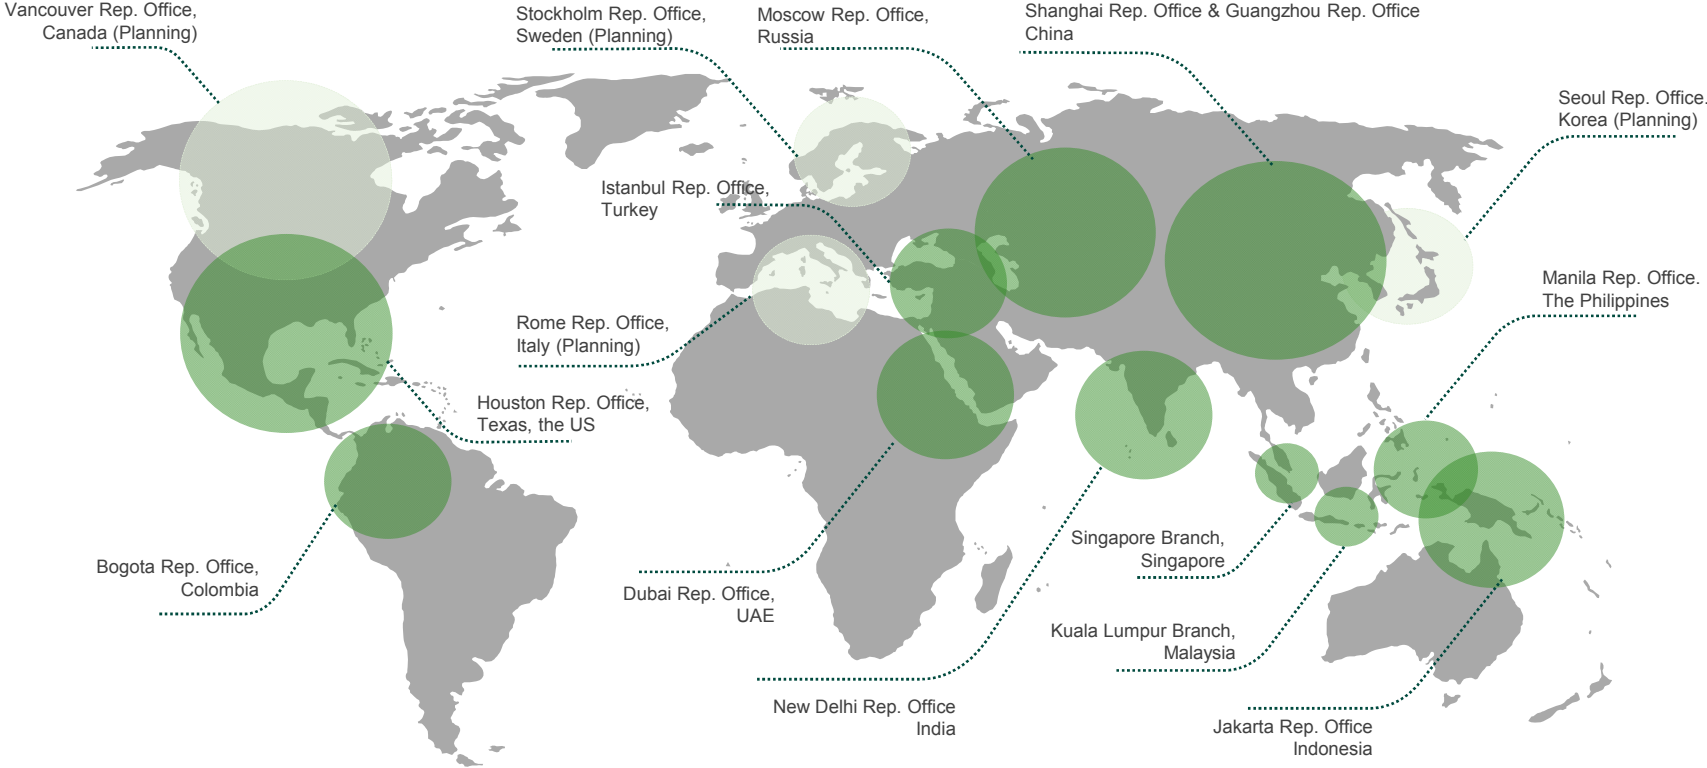 Vancouver Rep. Office,
Canada (Planning)
Stockholm Rep. Office,
Sweden (Planning)
Moscow Rep. Office,
Russia
Shanghai Rep. Office & Guangzhou Rep. Office
China
Seoul Rep. Office.
Korea (Planning)
Istanbul Rep. Office,
Turkey
Manila Rep. Office.
The Philippines
Rome Rep. Office,
Italy (Planning)
Houston Rep. Office,
Texas, the US
Bogota Rep. Office,
Colombia
Dubai Rep. Office,
UAE
Singapore Branch,
Singapore
Kuala Lumpur Branch,
Malaysia
New Delhi Rep. Office
India
Jakarta Rep. Office
Indonesia